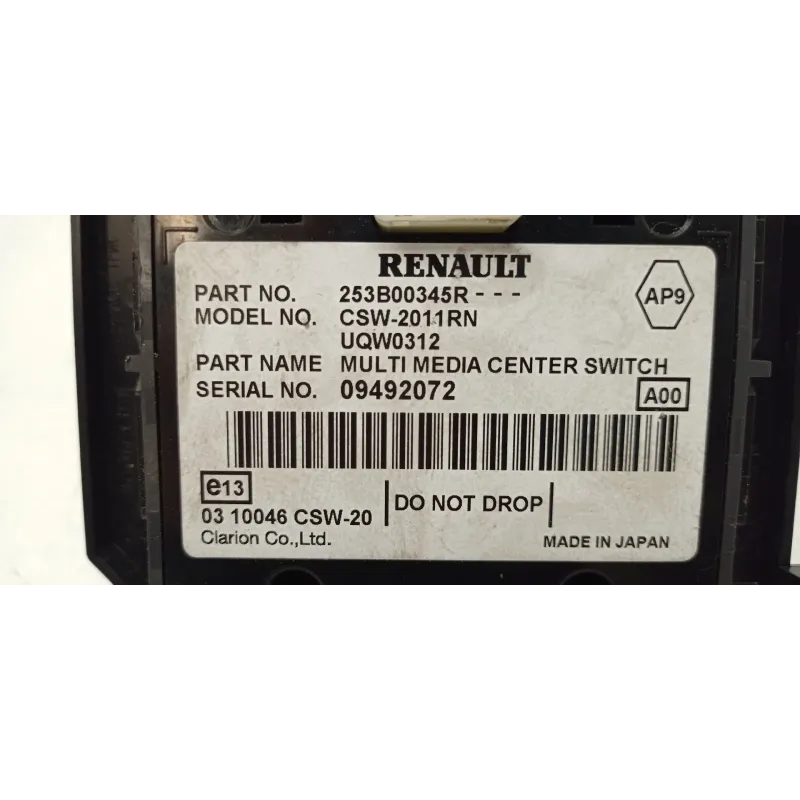 RENAULT
PART NO. 253B00345R - - -
AP9
MODEL NO. CSW-2011RN
UQW0312
PART NAME MULTI MEDIA CENTER SWITCH
SERIAL NO. 09492072
A00
e13
03 10046 CSW-20
DO NOT DROP
Clarion Co.,Ltd.
MADE IN JAPAN